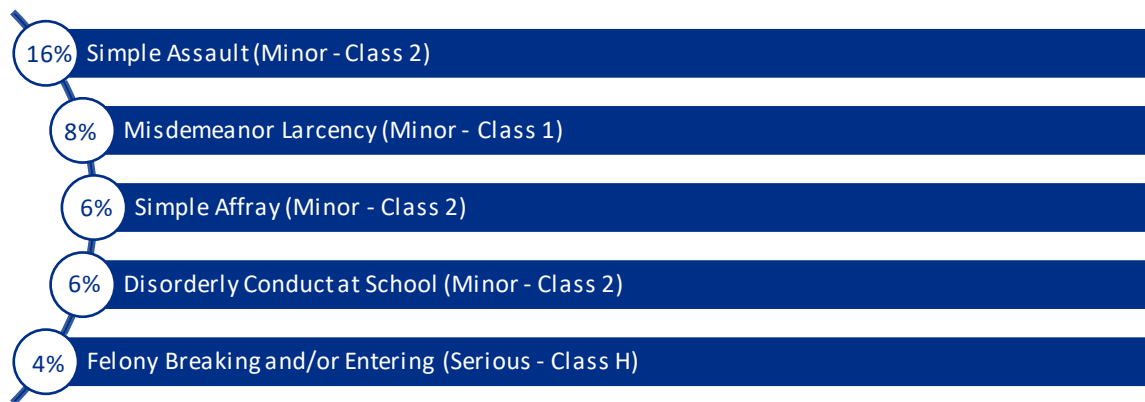 16% Simple Assault (Minor - Class 2)
8% Misdemeanor Larcency (Minor - Class 1)
6% Simple Affray (Minor - Class 2)
6% Disorderly Conduct at School (Minor - Class 2)
4% Felony Breaking and/or Entering (Serious - Class H)